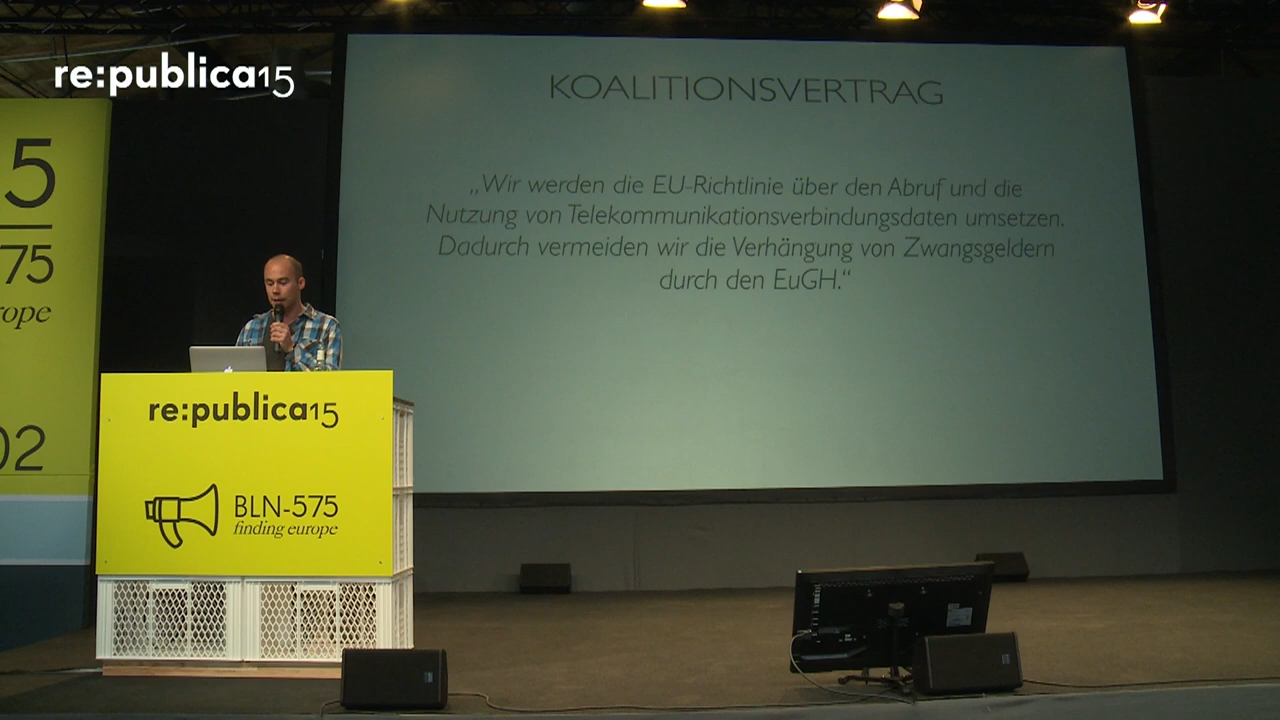 re:publica15
KOALITIONSVERTRAG
„Wir werden die EU-Richtlinie über den Abruf und die
Nutzung von Telekommunikationsverbindungsdaten umsetzen.
Dadurch vermeiden wir die Verhängung von Zwangsgeldern
durch den EuGH.“
5
75
rope
02
re:publica15
BLN-575
finding europe